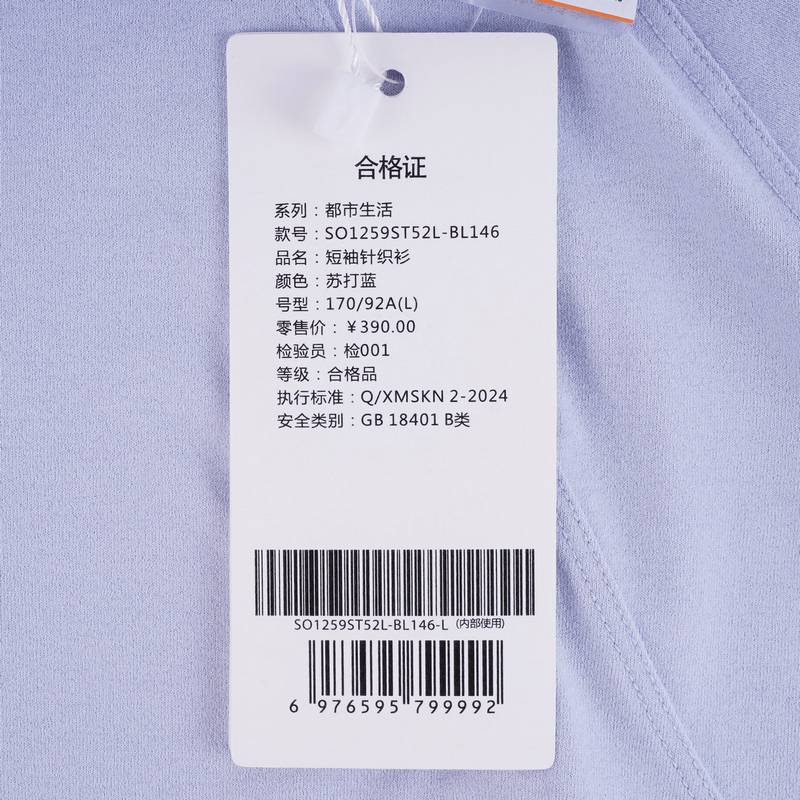 合格证
系列：都市生活
款号：SO1259ST52L-BL146
品名：短袖针织衫
颜色：苏打蓝
号型：170/92A(L)
零售价：￥390.00
检验员：检001
等级：合格品
执行标准：Q/XMSKN 2-2024
安全类别：GB 18401 B类
SO1259ST52L-BL146-L（内部使用）
6 976595 799992